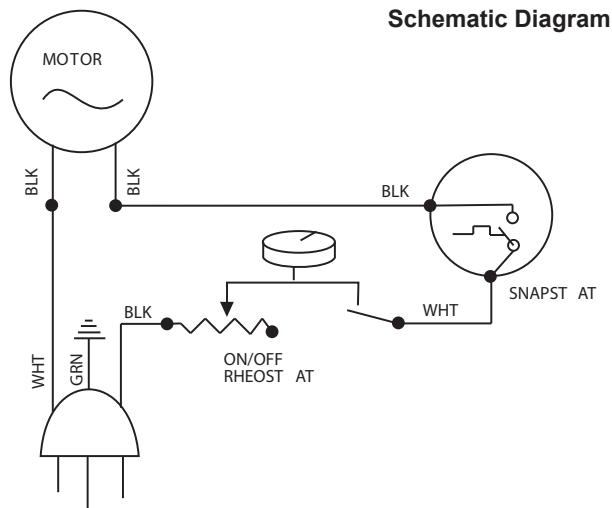 Schematic Diagram
MOTOR
BLK
BLK
BLK
SNAPST AT
WHT
BLK
ON/OFF
RHEOST AT
WHT
GRN